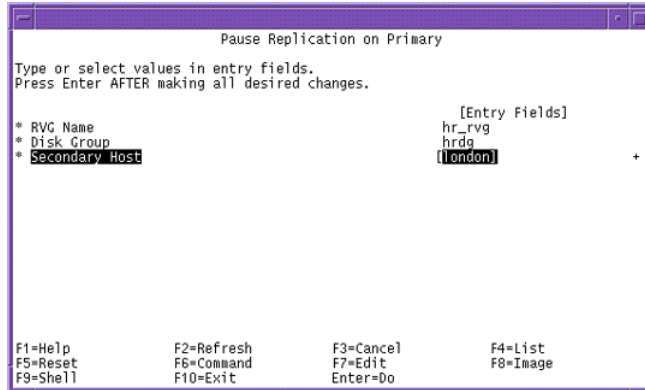 Pause Replication on Primary
Type or select values in entry fields.
Press Enter AFTER making all desired changes.
[Entry Fields]
* RVG Name hr_rvg
* Disk Group hrdg
* Secondary Host [london] +
F1=Help F2=Refresh F3=Cancel F4=List
F5=Reset F6=Command F7=Edit F8=Image
F9=Shell F10=Exit Enter=Do